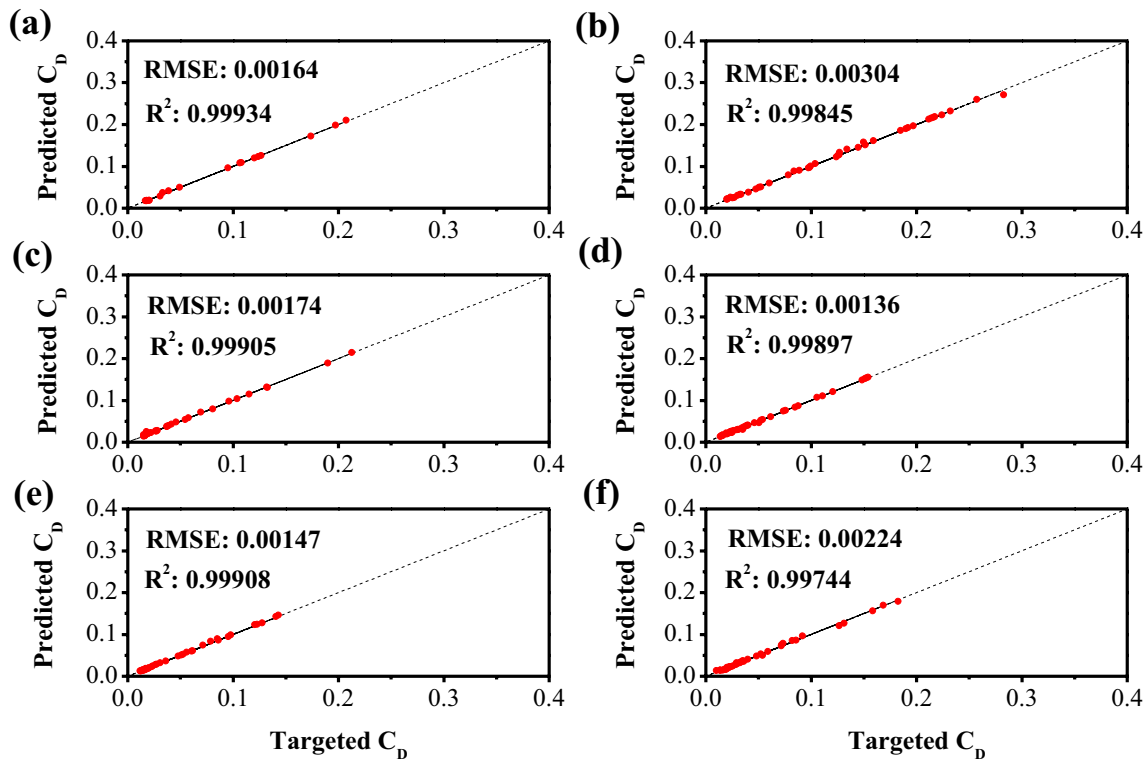 (a)
0.4
0.3
0.2
0.1
0.0
Predicted C_D
RMSE: 0.00164
R²: 0.99934
0.0 0.1 0.2 0.3 0.4
(b)
0.4
0.3
0.2
0.1
0.0
Predicted C_D
RMSE: 0.00304
R²: 0.99845
0.0 0.1 0.2 0.3 0.4
(c)
0.4
0.3
0.2
0.1
0.0
Predicted C_D
RMSE: 0.00174
R²: 0.99905
0.0 0.1 0.2 0.3 0.4
(d)
0.4
0.3
0.2
0.1
0.0
Predicted C_D
RMSE: 0.00136
R²: 0.99897
0.0 0.1 0.2 0.3 0.4
(e)
0.4
0.3
0.2
0.1
0.0
Predicted C_D
RMSE: 0.00147
R²: 0.99908
0.0 0.1 0.2 0.3 0.4
Targeted C_D
(f)
0.4
0.3
0.2
0.1
0.0
Predicted C_D
RMSE: 0.00224
R²: 0.99744
0.0 0.1 0.2 0.3 0.4
Targeted C_D